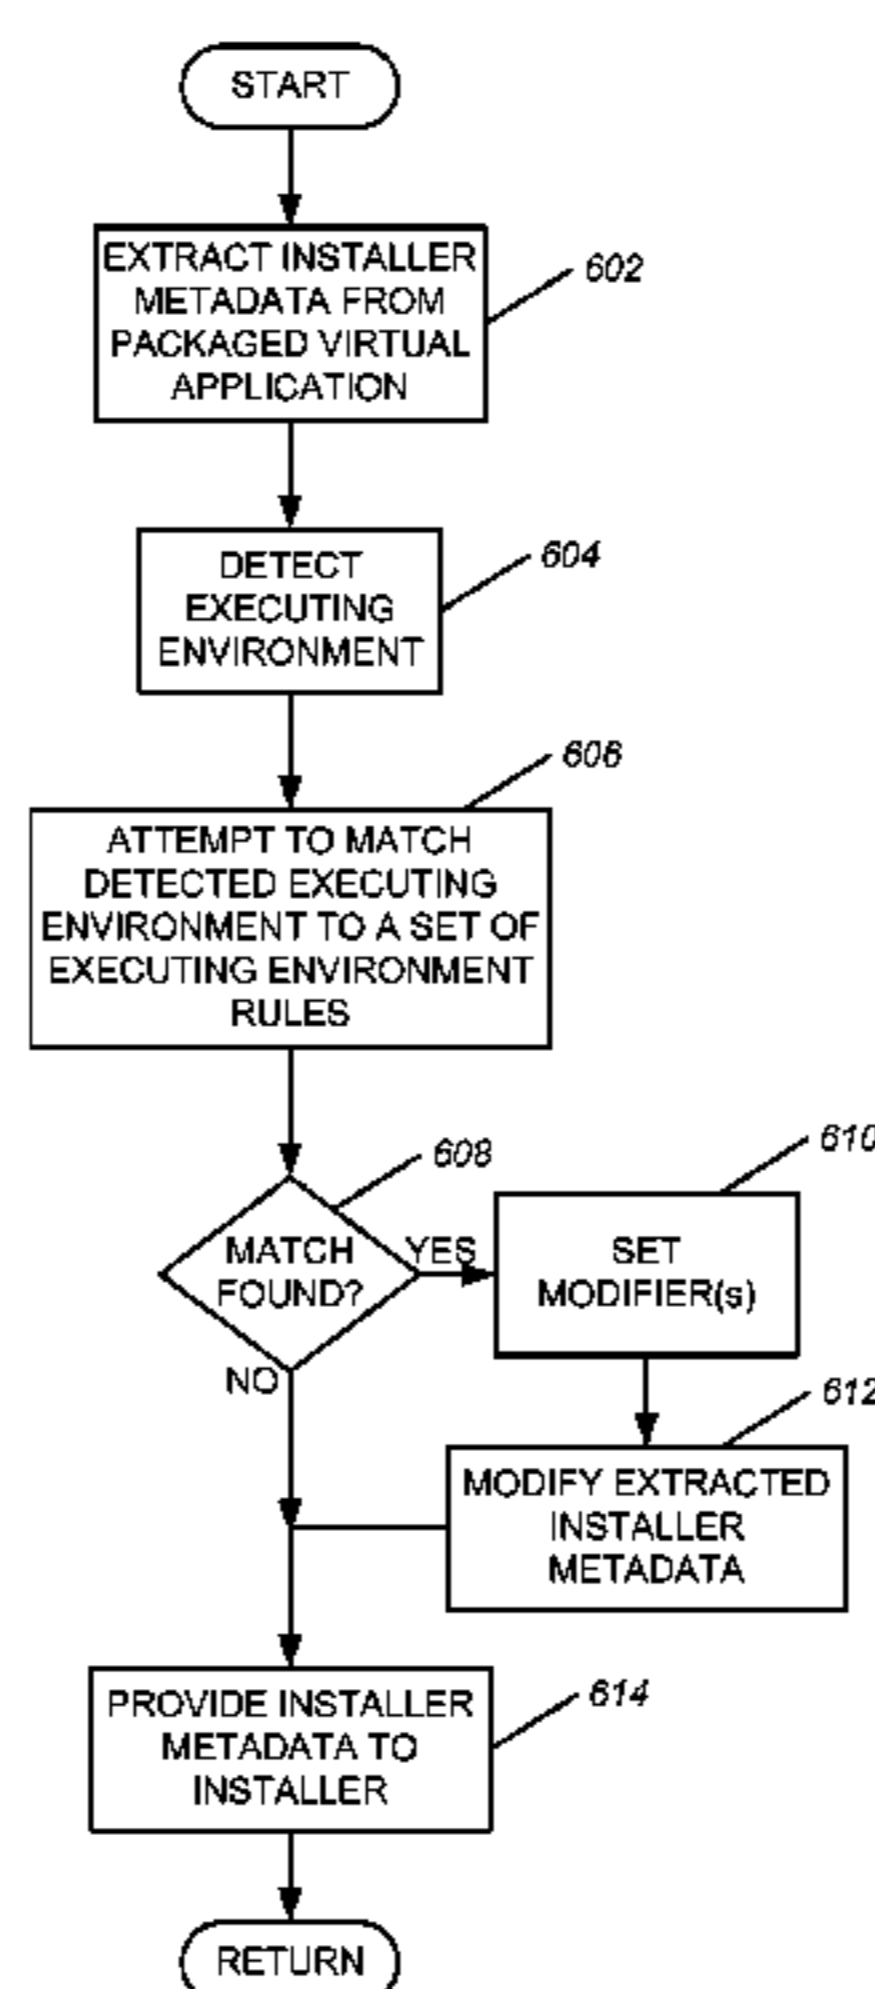 START
EXTRACT INSTALLER
METADATA FROM
PACKAGED VIRTUAL
APPLICATION
602
DETECT
EXECUTING
ENVIRONMENT
604
606
ATTEMPT TO MATCH
DETECTED EXECUTING
ENVIRONMENT TO A SET OF
EXECUTING ENVIRONMENT
RULES
608
MATCH
FOUND?
YES
NO
610
SET
MODIFIER(s)
612
MODIFY EXTRACTED
INSTALLER
METADATA
PROVIDE INSTALLER
METADATA TO
INSTALLER
614
RETURN